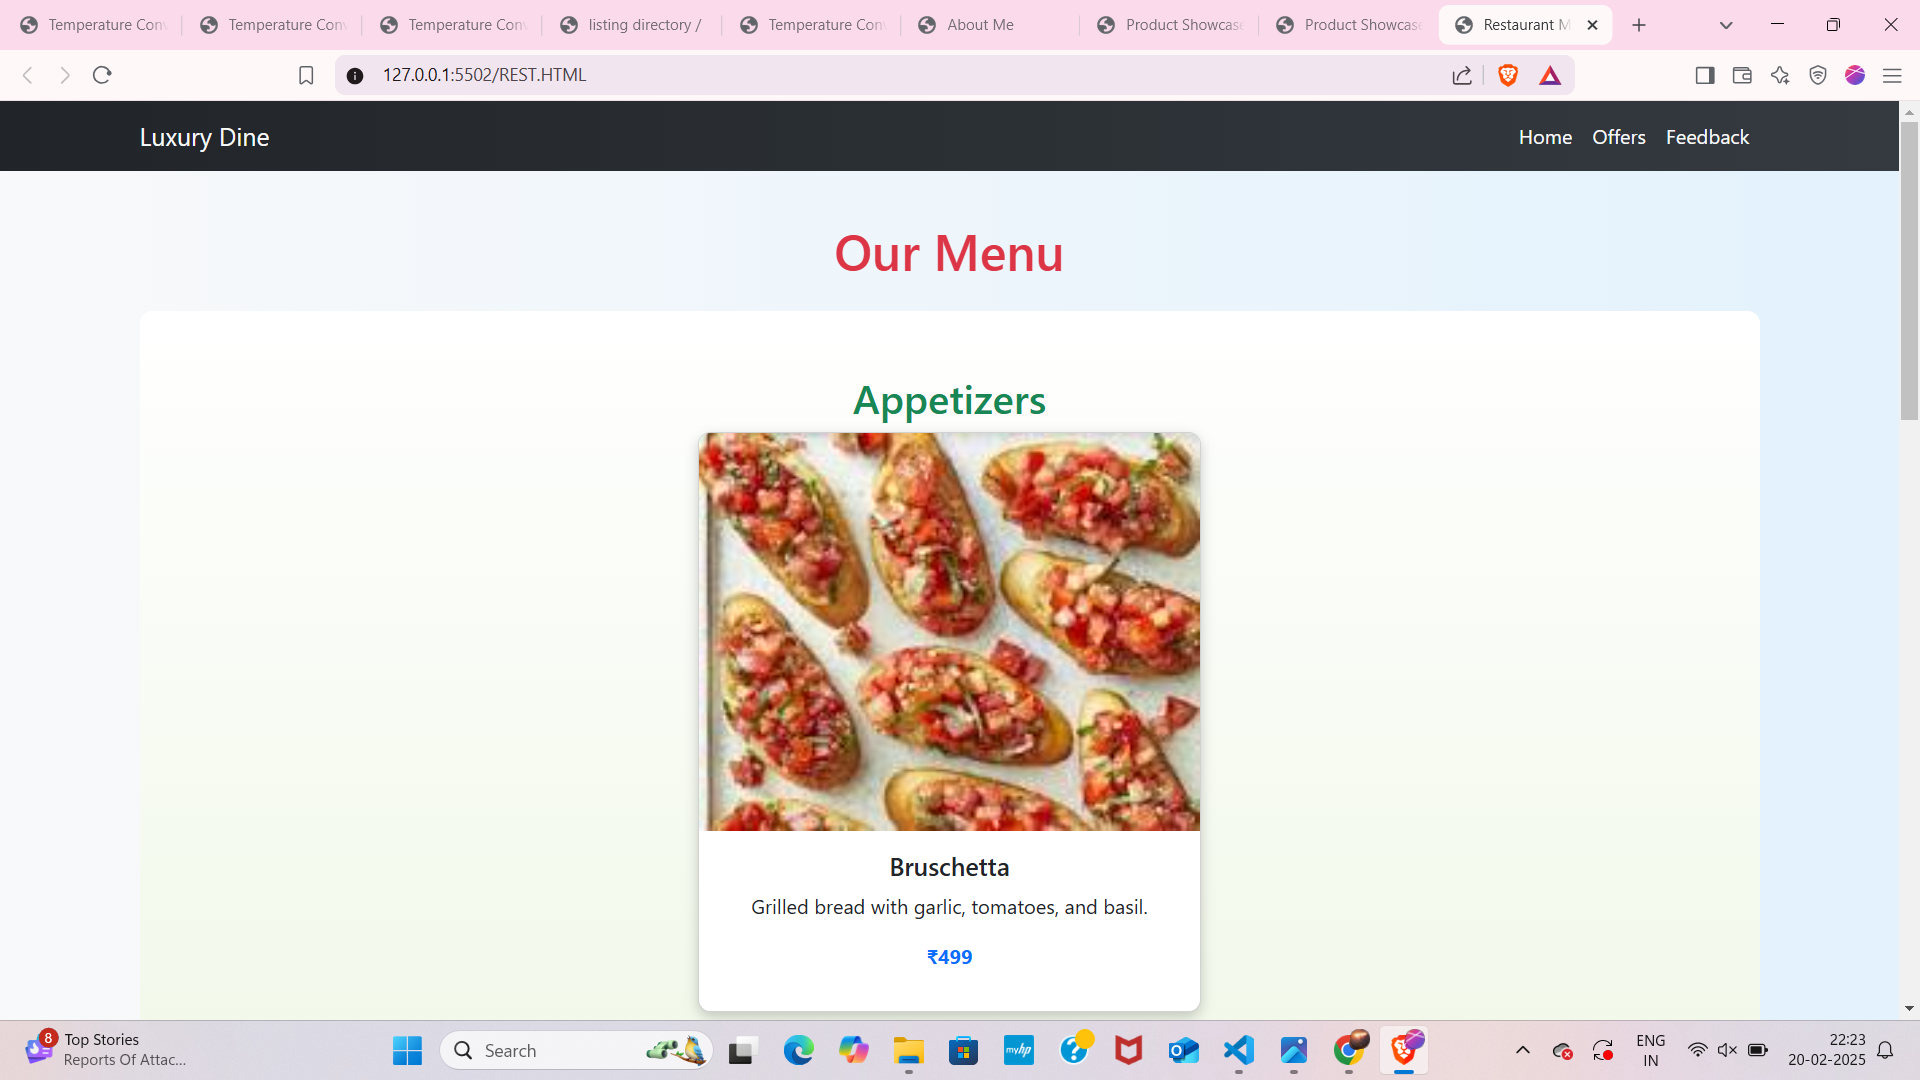 Temperature Conv
Temperature Conv
Temperature Conv
listing directory /
Temperature Conv
About Me
Product Showcase
Product Showcase
Restaurant M
127.0.0.1:5502/REST.HTML
Luxury Dine
Home Offers Feedback
Our Menu
Appetizers
Bruschetta
Grilled bread with garlic, tomatoes, and basil.
₹499
8
Top Stories
Reports Of Attac...
Search
myhp
ENG
IN
22:23
20-02-2025